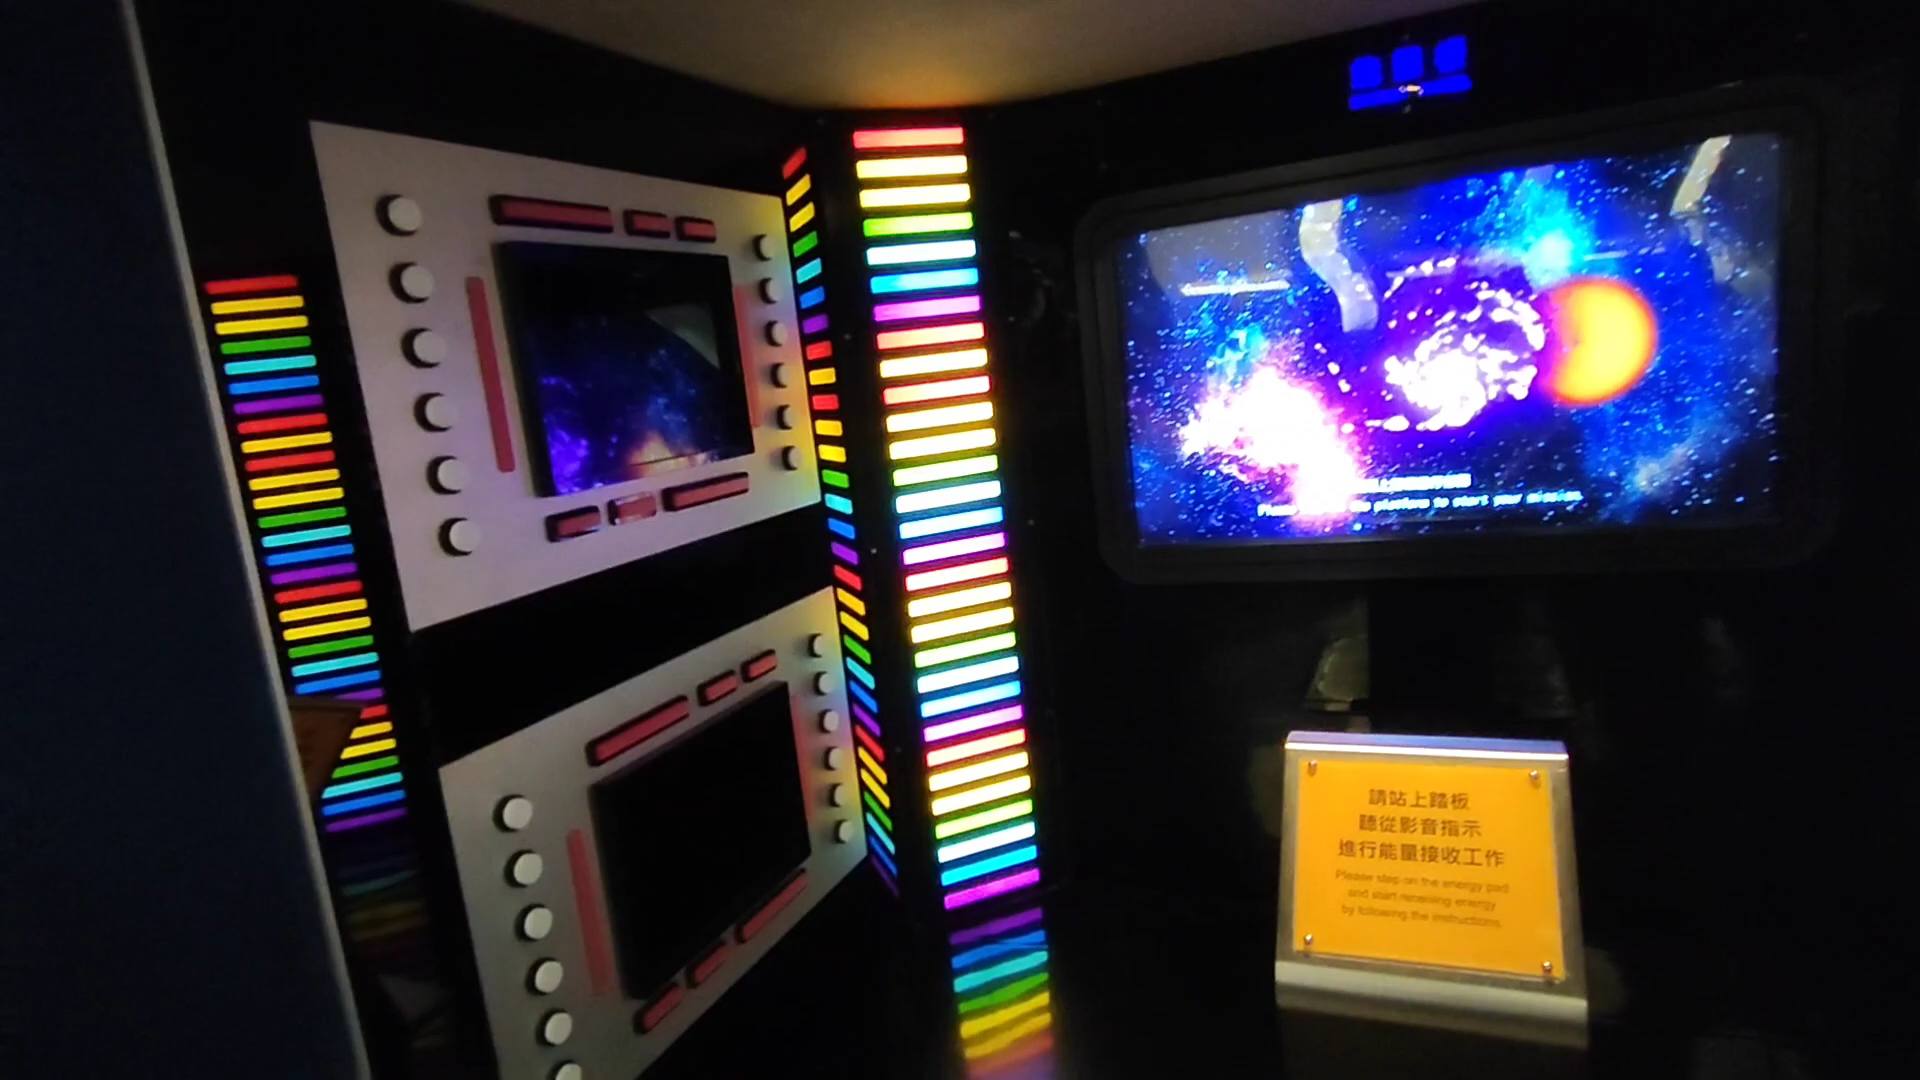 platform to start your mission.
請站上踏板
聽從影音指示
進行能量接收工作
Please step on the energy pad
and start receiving energy
by following the instructions.